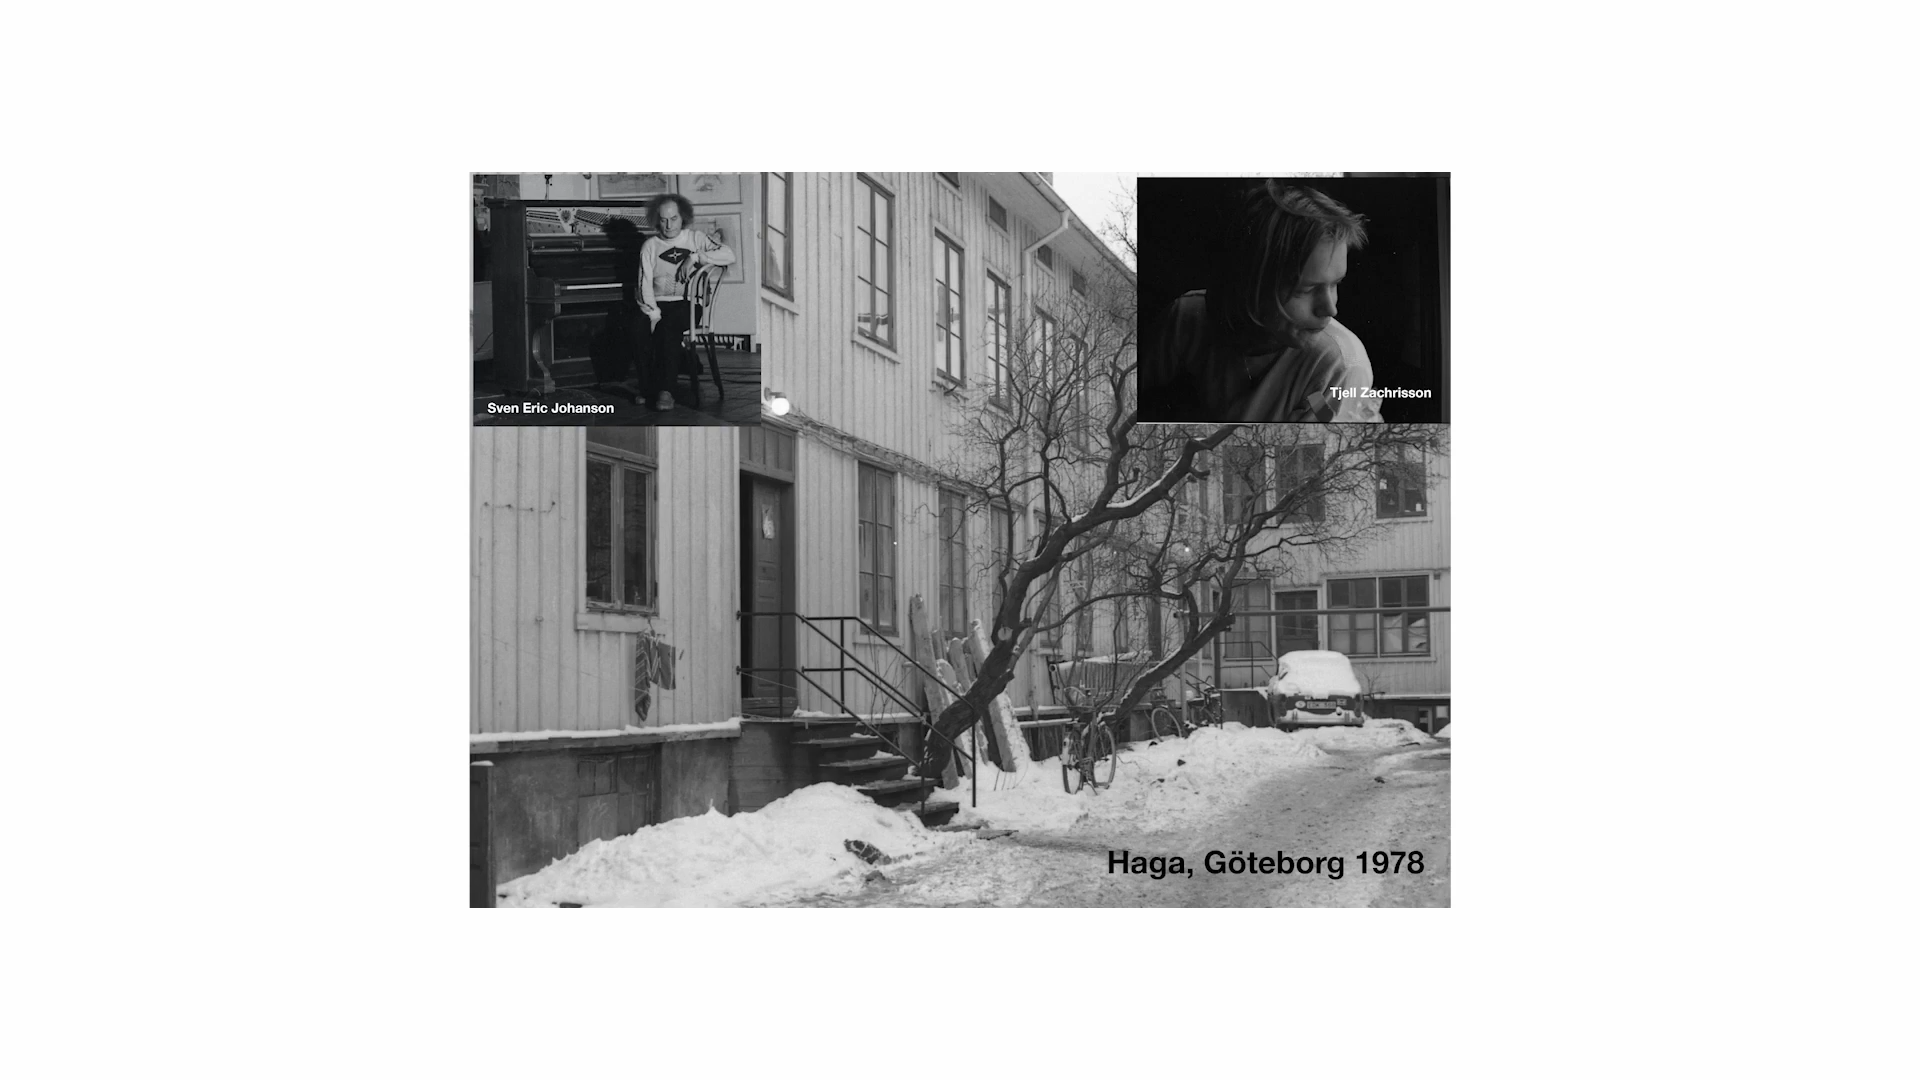 Sven Eric Johanson
Tjell Zachrisson
Haga, Göteborg 1978